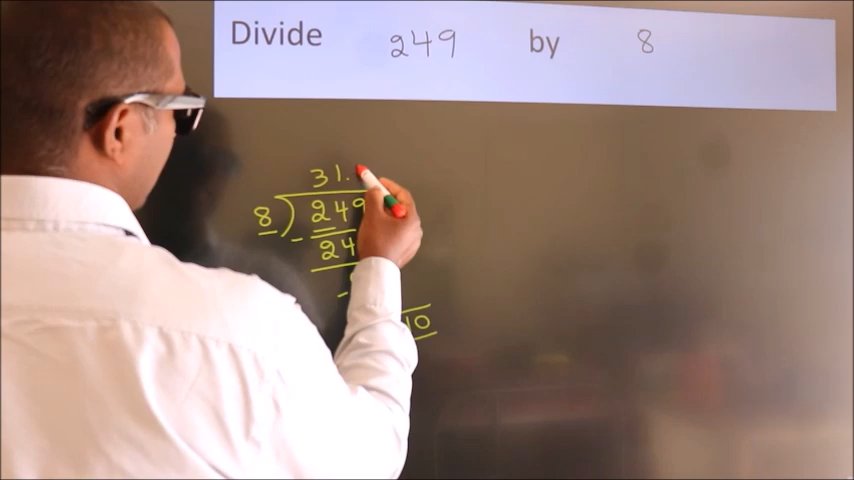 Divide 249 by 8
31.
8 ) 249
- 24
-
10